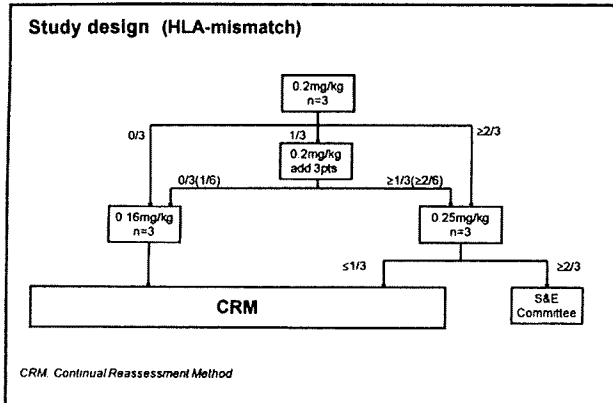 Study design (HLA-mismatch)
0.2mg/kg
n=3
0/3
1/3
≥2/3
0.2mg/kg
add 3pts
0/3(1/6)
≥1/3(≥2/6)
0 16mg/kg
n=3
0 25mg/kg
n=3
≤1/3
≥2/3
CRM
S&E
Committee
CRM. Continual Reassessment Method